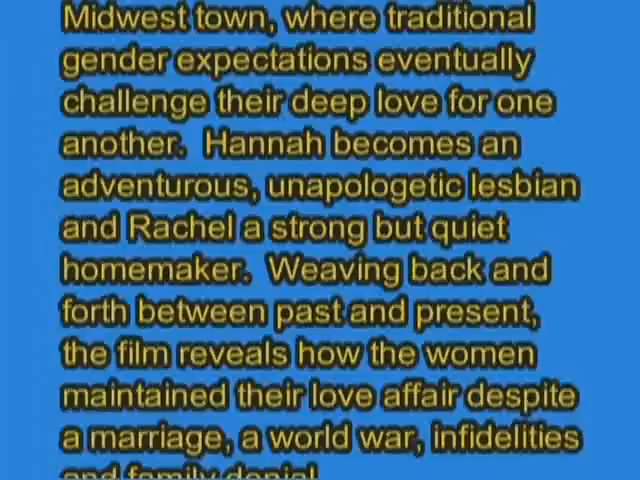 Midwest town, where traditional
gender expectations eventually
challenge their deep love for one
another.  Hannah becomes an
adventurous, unapologetic lesbian
and Rachel a strong but quiet
homemaker.  Weaving back and
forth between past and present,
the film reveals how the women
maintained their love affair despite
a marriage, a world war, infidelities
and family denial